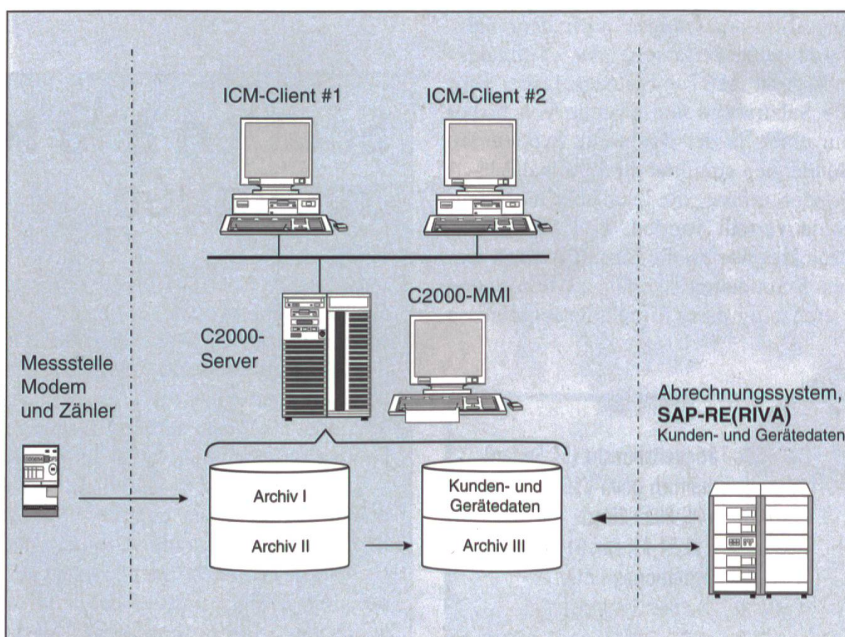 ICM-Client #1
ICM-Client #2
C2000-MMI
C2000-
Server
Messstelle
Modem
und Zähler
Abrechnungssystem,
SAP-RE(RIVA)
Kunden- und Gerätedaten
Archiv I
Archiv II
Kunden- und
Gerätedaten
Archiv III